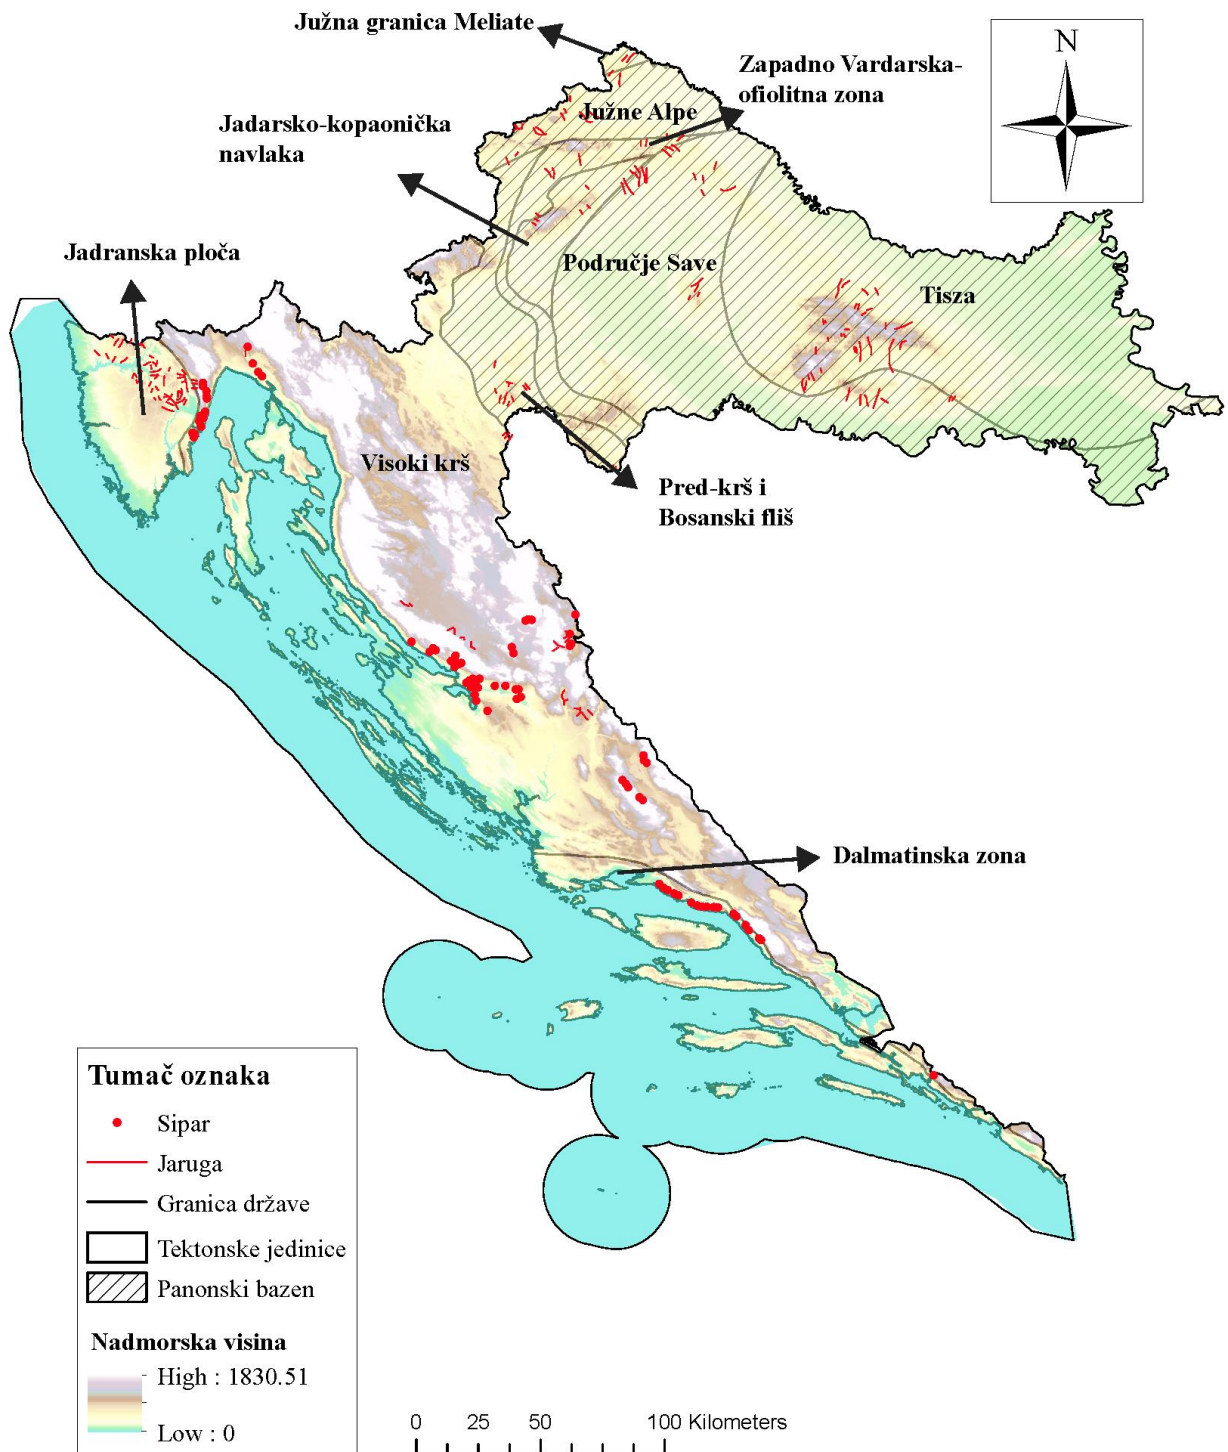 Južna granica Meliate
N
Zapadno Vardarska-
ofiolitna zona
Južne Alpe
Jadarsko-kopaonička
navlaka
Jadranska ploča
Područje Save
Tisza
Visoki krš
Pred-krš i
Bosanski fliš
Dalmatinska zona
Tumač oznaka
Sipar
Jaruga
Granica države
Tektonske jedinice
Panonski bazen
Nadmorska visina
High : 1830.51
Low : 0
0 25 50 100 Kilometers